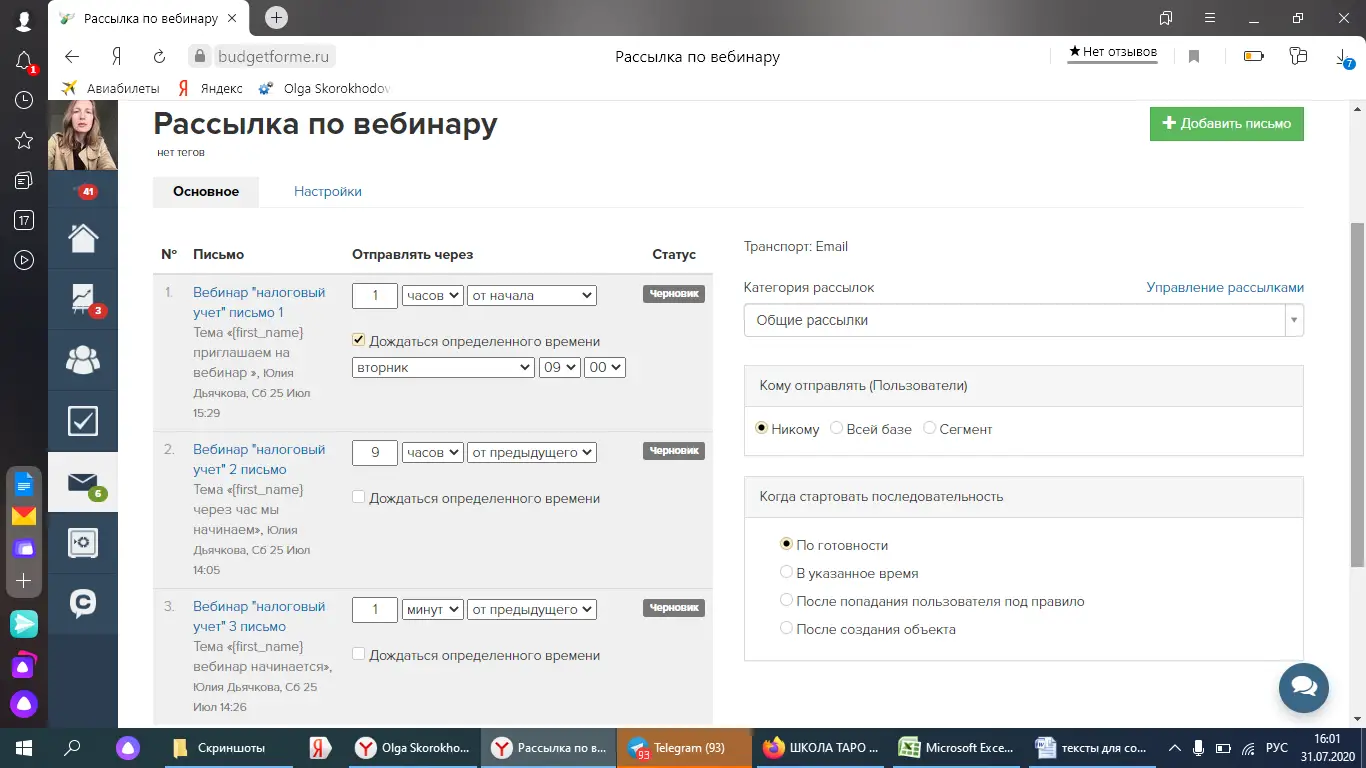 Рассылка по вебинару
1
budgetforme.ru
Рассылка по вебинару
★Нет отзывов
7
Авиабилеты
Я
Яндекс
Olga Skorokhodov
Рассылка по вебинару
нет тегов
+ Добавить письмо
41
17
3
6
Основное
Настройки
№
Письмо
Отправлять через
Статус
1.
Вебинар "налоговый
учет" письмо 1
Тема «{first_name}
приглашаем на
вебинар », Юлия
Дьячкова, Сб 25 Июл
15:29
1
часов
от начала
Черновик
Дождаться определенного времени
вторник
09
00
2.
Вебинар "налоговый
учет" 2 письмо
Тема «{first_name}
через час мы
начинаем», Юлия
Дьячкова, Сб 25 Июл
14:05
9
часов
от предыдущего
Черновик
Дождаться определенного времени
3.
Вебинар "налоговый
учет" 3 письмо
Тема «{first_name}
вебинар начинается»,
Юлия Дьячкова, Сб 25
Июл 14:26
1
минут
от предыдущего
Черновик
Дождаться определенного времени
Транспорт: Email
Категория рассылок
Управление рассылками
Общие рассылки
Кому отправлять (Пользователи)
Никому
Всей базе
Сегмент
Когда стартовать последовательность
По готовности
В указанное время
После попадания пользователя под правило
После создания объекта
Скриншоты
Я
Olga Skorokho...
Рассылка по в...
93
Telegram (93)
ШКОЛА ТАРО ...
Microsoft Exce...
тексты для со...
РУС
16:01
31.07.2020